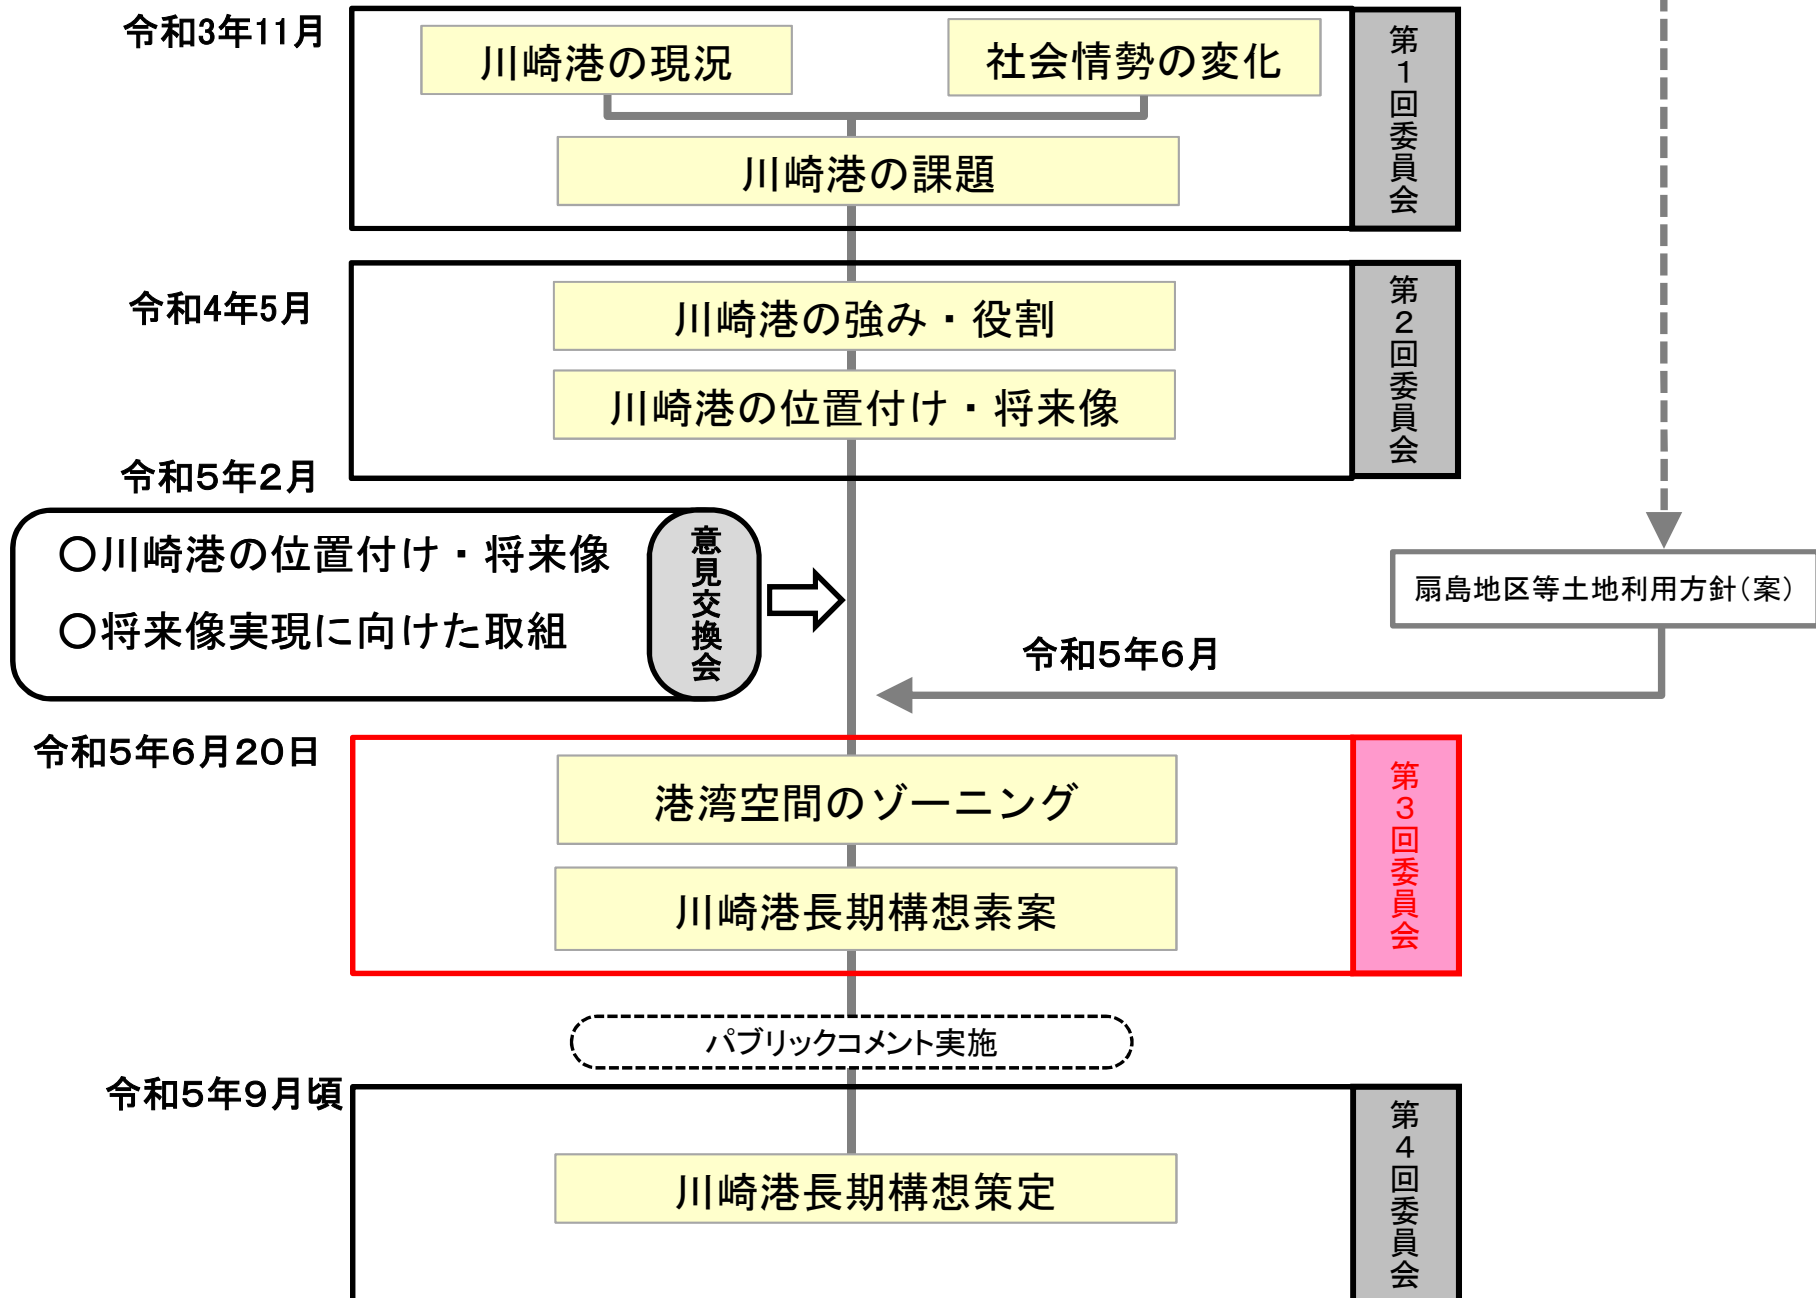 令和3年11月
川崎港の現況
社会情勢の変化
川崎港の課題
第1回委員会
令和4年5月
川崎港の強み・役割
川崎港の位置付け・将来像
第2回委員会
令和5年2月
〇川崎港の位置付け・将来像
〇将来像実現に向けた取組
意見交換会
扇島地区等土地利用方針(案)
令和5年6月
令和5年6月20日
港湾空間のゾーニング
川崎港長期構想素案
第3回委員会
パブリックコメント実施
令和5年9月頃
川崎港長期構想策定
第4回委員会